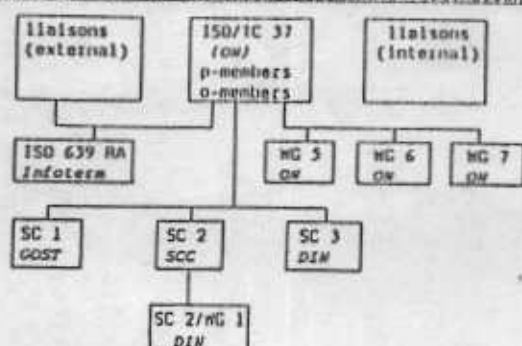 liaisons
(external)
ISO/TC 37
(ON)
p-members
o-members
liaisons
(internal)
ISO 639 RA
Infoterm
WG 5
ON
WG 6
ON
WG 7
ON
SC 1
GOST
SC 2
SCC
SC 3
DIN
SC 2/WG 1
DIN